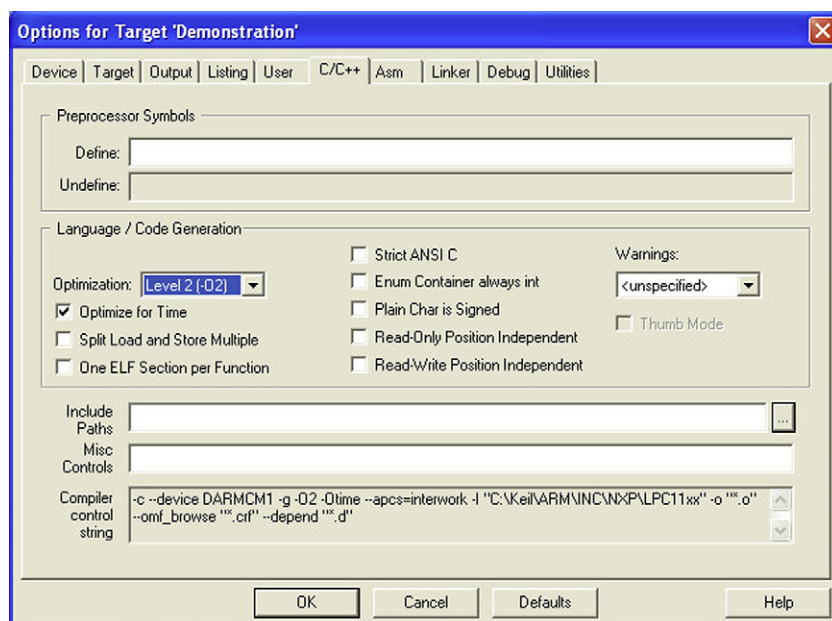 Options for Target 'Demonstration'
Device Target Output Listing User C/C++ Asm Linker Debug Utilities
Preprocessor Symbols
Define:
Undefine:
Language / Code Generation
Optimization: Level 2 (-O2)
Optimize for Time
Split Load and Store Multiple
One ELF Section per Function
Strict ANSI C
Enum Container always int
Plain Char is Signed
Read-Only Position Independent
Read-Write Position Independent
Warnings:
<unspecified>
Thumb Mode
Include
Paths
...
Misc
Controls
Compiler
control
string
-c --device DARMCM1 -g -O2 -Otime --apcs=interwork -I "C:\Keil\ARM\INC\NXP\LPC11xx" -o "*.o"
--omf_browse "*.crf" --depend "*.d"
OK Cancel Defaults Help